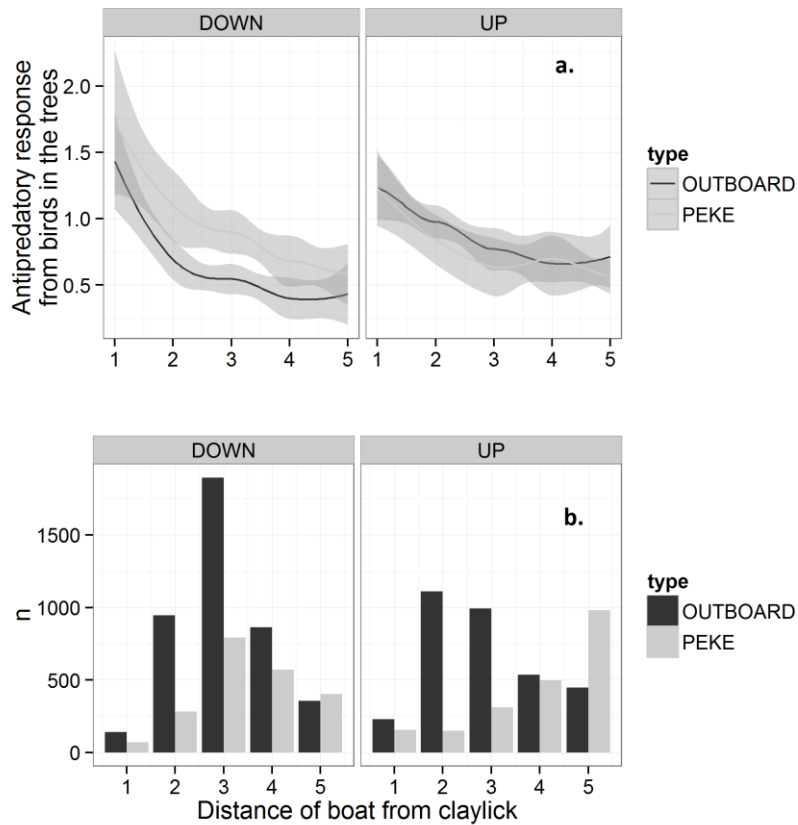 DOWN
UP
a.
Antipredatory response
from birds in the trees
2.0
1.5
1.0
0.5
1 2 3 4 5
1 2 3 4 5
type
OUTBOARD
PEKE
DOWN
UP
b.
n
1500
1000
500
0
1 2 3 4 5
1 2 3 4 5
Distance of boat from claylick
type
OUTBOARD
PEKE